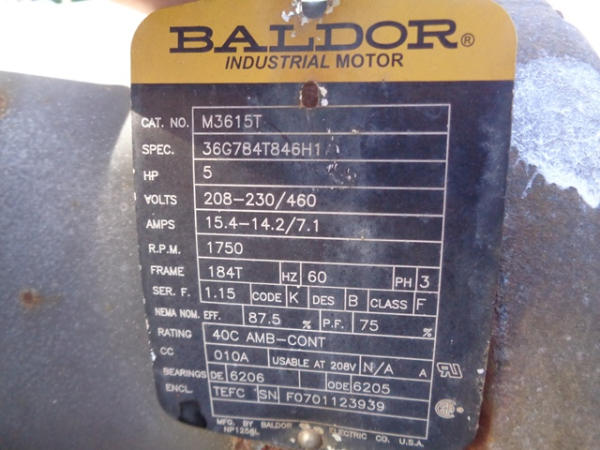 BALDOR®
INDUSTRIAL MOTOR
CAT. NO. M3615T
SPEC. 36G784T846H1
HP 5
VOLTS 208-230/460
AMPS 15.4-14.2/7.1
R.P.M. 1750
FRAME 184T HZ 60 PH 3
SER. F. 1.15 CODE K DES B CLASS F
NEMA NOM. EFF. 87.5 % P.F. 75 %
RATING 40C AMB-CONT
CC 010A USABLE AT 208V N/A A
BEARINGS DE 6206 ODE 6205
ENCL. TEFC SN F0701123939
MFG. BY BALDOR ELECTRIC CO. U.S.A.
NP1256L